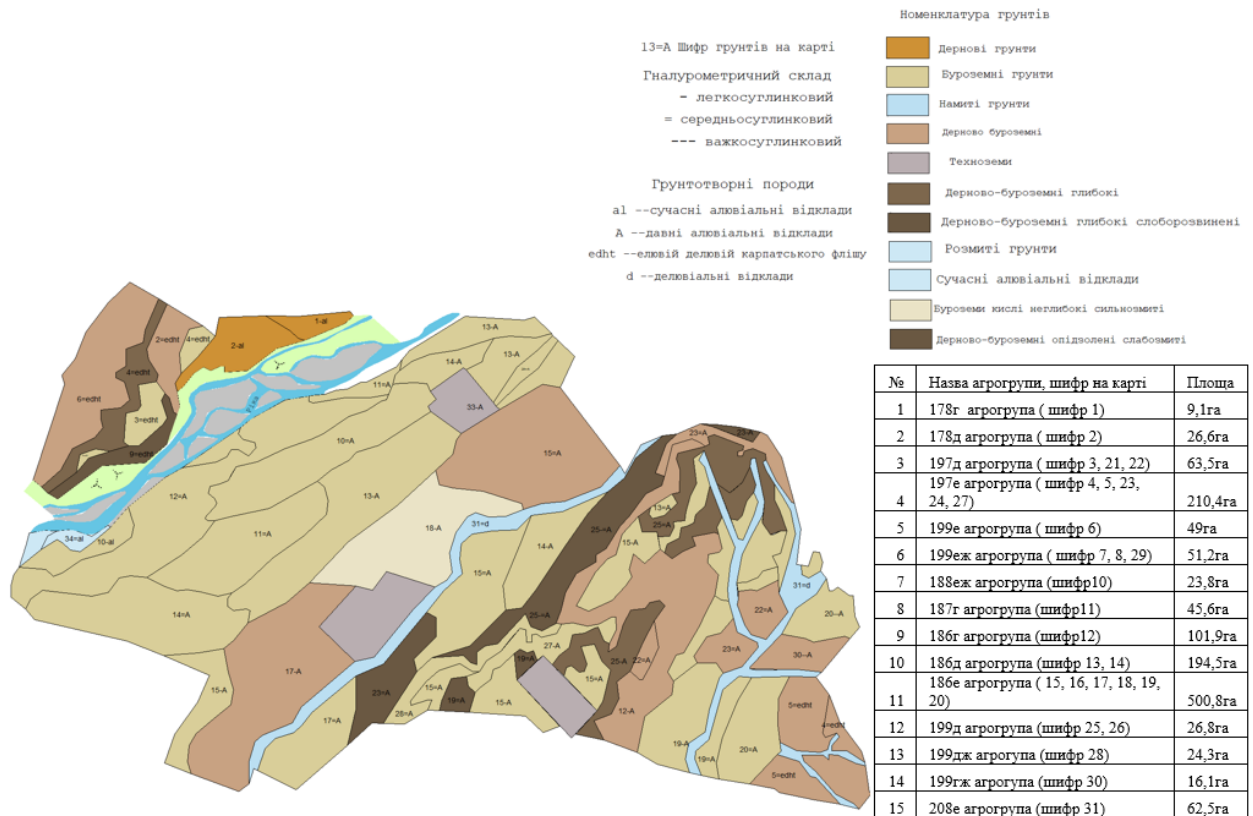 Номенклатура грунтів
13=А Шифр грунтів на карті
Гналурометричний склад
- легкосуглинковий
= середньосуглинковий
--- важкосуглинковий
Грунтотворні породи
al --сучасні алювіальні відклади
А --давні алювіальні відклади
edht --еловій делювій карпатського флішу
d --делювіальні відклади
Дернові грунти
Буроземні грунти
Намиті грунти
Дерново буроземні
Техноземи
Дерново-буроземні глибокі
Дерново-буроземні глибокі слоборозвинені
Розмиті грунти
Сучасні алювіальні відклади
Буроземи кислі неглибокі сильнозмиті
Дерново-буроземні опідзолені слабозмиті
№ Назва агрогрупи, шифр на карті Площа
1 178г агрогрупа ( шифр 1) 9,1га
2 178д агрогрупа ( шифр 2) 26,6га
3 197д агрогрупа ( шифр 3, 21, 22) 63,5га
4 197е агрогрупа ( шифр 4, 5, 23,
24, 27) 210,4га
5 199е агрогрупа ( шифр 6) 49га
6 199еж агрогрупа ( шифр 7, 8, 29) 51,2га
7 188еж агрогрупа (шифр10) 23,8га
8 187г агрогрупа (шифр11) 45,6га
9 186г агрогрупа (шифр12) 101,9га
10 186д агрогрупа (шифр 13, 14) 194,5га
11 186е агрогрупа ( 15, 16, 17, 18, 19,
20) 500,8га
12 199д агрогрупа (шифр 25, 26) 26,8га
13 199дж агрогупа (шифр 28) 24,3га
14 199гж агрогупа (шифр 30) 16,1га
15 208е агрогрупа (шифр 31) 62,5га
1-al
2-al
2=edht
4=edht
4=edht
6=edht
3=edht
9=edht
Ріка
13-А
14-А
13-А
11=А
33-А
10=А
15=А
12=А
13-А
11=А
18-А
31=d
34=al
10-al
14=А
15-А
17-А
17=А
23=А
28=А
15=А
19=А
15-А
15=А
14-А
25-=А
25-=А
27-А
19=А
15=А
25-А
22=А
12-А
23=А
23-А
13=А
25=А
15-А
31=d
22=А
20--А
23=А
30--А
19-А
19=А
20=А
5=edht
4=edht
5=edht